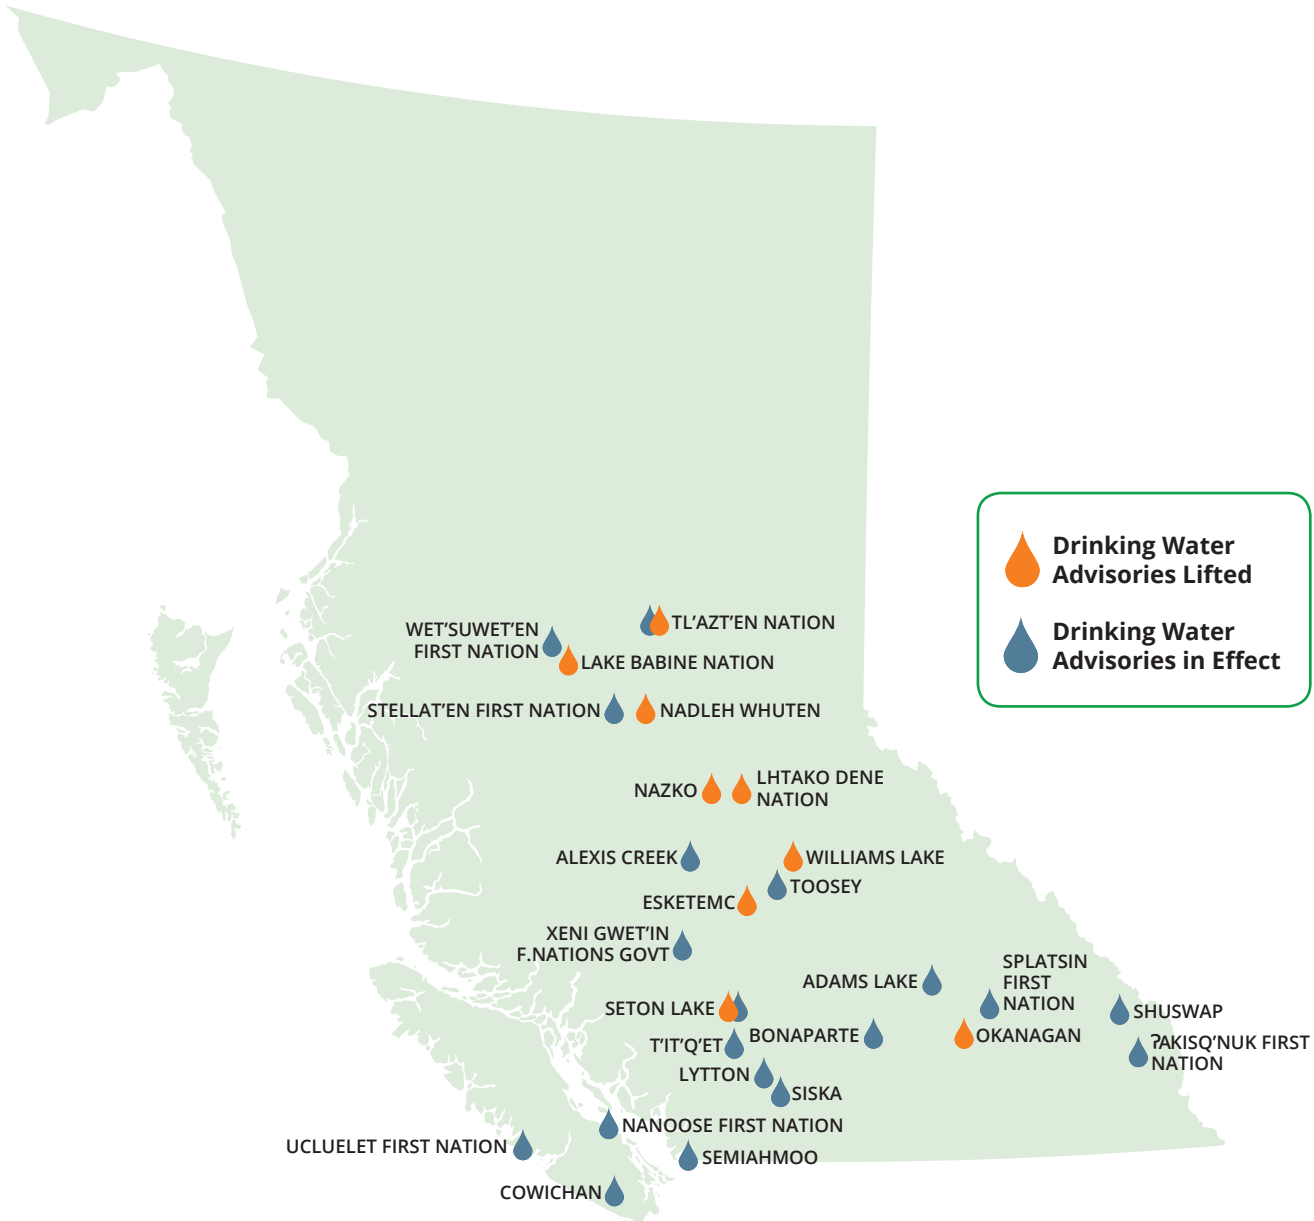 Drinking Water
Advisories Lifted
Drinking Water
Advisories in Effect
TL’AZT’EN NATION
WET’SUWET’EN
FIRST NATION
LAKE BABINE NATION
STELLAT’EN FIRST NATION
NADLEH WHUTEN
NAZKO
LHTAKO DENE
NATION
ALEXIS CREEK
WILLIAMS LAKE
TOOSEY
ESKETEMC
XENI GWET’IN
F.NATIONS GOVT
ADAMS LAKE
SPLATSIN
FIRST
NATION
SETON LAKE
SHUSWAP
BONAPARTE
OKANAGAN
T’IT’Q’ET
ʔAKISQ’NUK FIRST
NATION
LYTTON
SISKA
NANOOSE FIRST NATION
UCLUELET FIRST NATION
SEMIAHMOO
COWICHAN